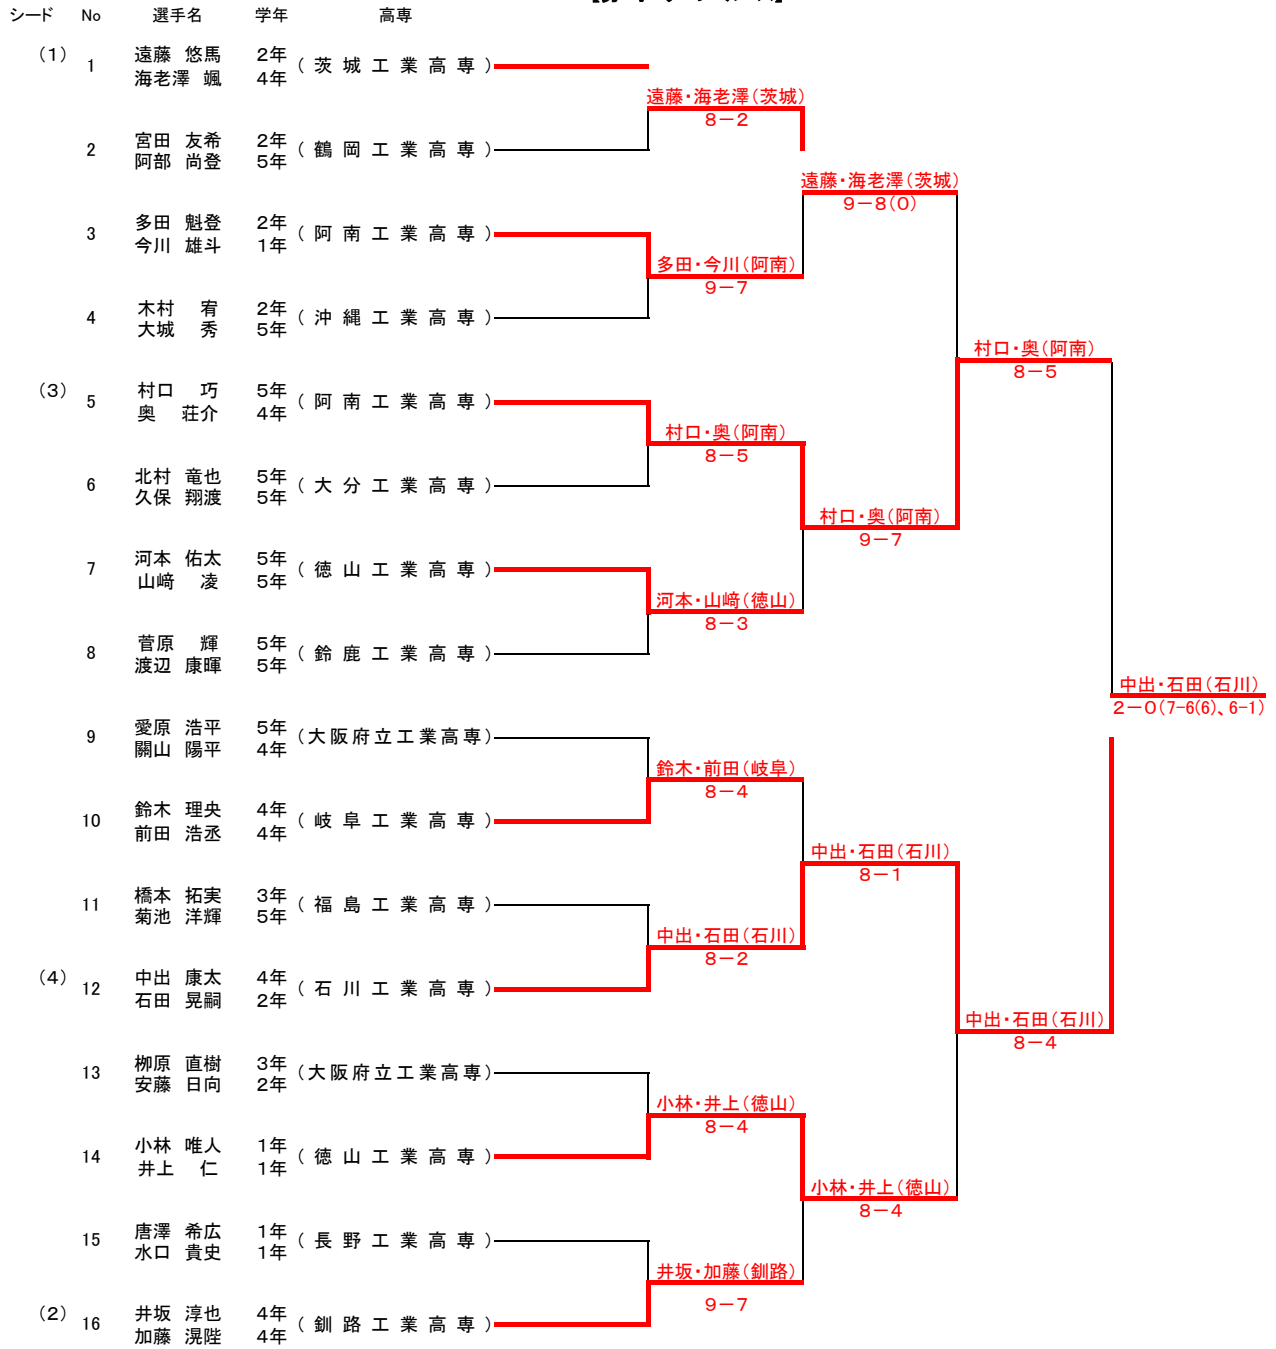 シード No 選手名 学年 高専
(1) 1 遠藤 悠馬 2年 (茨城工業高専)
海老澤 颯 4年
遠藤・海老澤(茨城)
8-2
2 宮田 友希 2年 (鶴岡工業高専)
阿部 尚登 5年
遠藤・海老澤(茨城)
9-8(0)
3 多田 魁登 2年 (阿南工業高専)
今川 雄斗 1年
多田・今川(阿南)
9-7
4 木村 宥 2年 (沖縄工業高専)
大城 秀 5年
村口・奥(阿南)
8-5
(3) 5 村口 巧 5年 (阿南工業高専)
奥 荘介 4年
村口・奥(阿南)
8-5
6 北村 竜也 5年 (大分工業高専)
久保 翔渡 5年
村口・奥(阿南)
9-7
7 河本 佑太 5年 (徳山工業高専)
山﨑 凌 5年
河本・山﨑(徳山)
8-3
8 菅原 輝 5年 (鈴鹿工業高専)
渡辺 康暉 5年
中出・石田(石川)
2-0(7-6(6)、6-1)
9 愛原 浩平 5年 (大阪府立工業高専)
關山 陽平 4年
鈴木・前田(岐阜)
8-4
10 鈴木 理央 4年 (岐阜工業高専)
前田 浩丞 4年
中出・石田(石川)
8-1
11 橋本 拓実 3年 (福島工業高専)
菊池 洋輝 5年
中出・石田(石川)
8-2
(4) 12 中出 康太 4年 (石川工業高専)
石田 晃嗣 2年
中出・石田(石川)
8-4
13 栁原 直樹 3年 (大阪府立工業高専)
安藤 日向 2年
小林・井上(徳山)
8-4
14 小林 唯人 1年 (徳山工業高専)
井上 仁 1年
小林・井上(徳山)
8-4
15 唐澤 希広 1年 (長野工業高専)
水口 貴史 1年
井坂・加藤(釧路)
9-7
(2) 16 井坂 淳也 4年 (釧路工業高専)
加藤 滉陛 4年